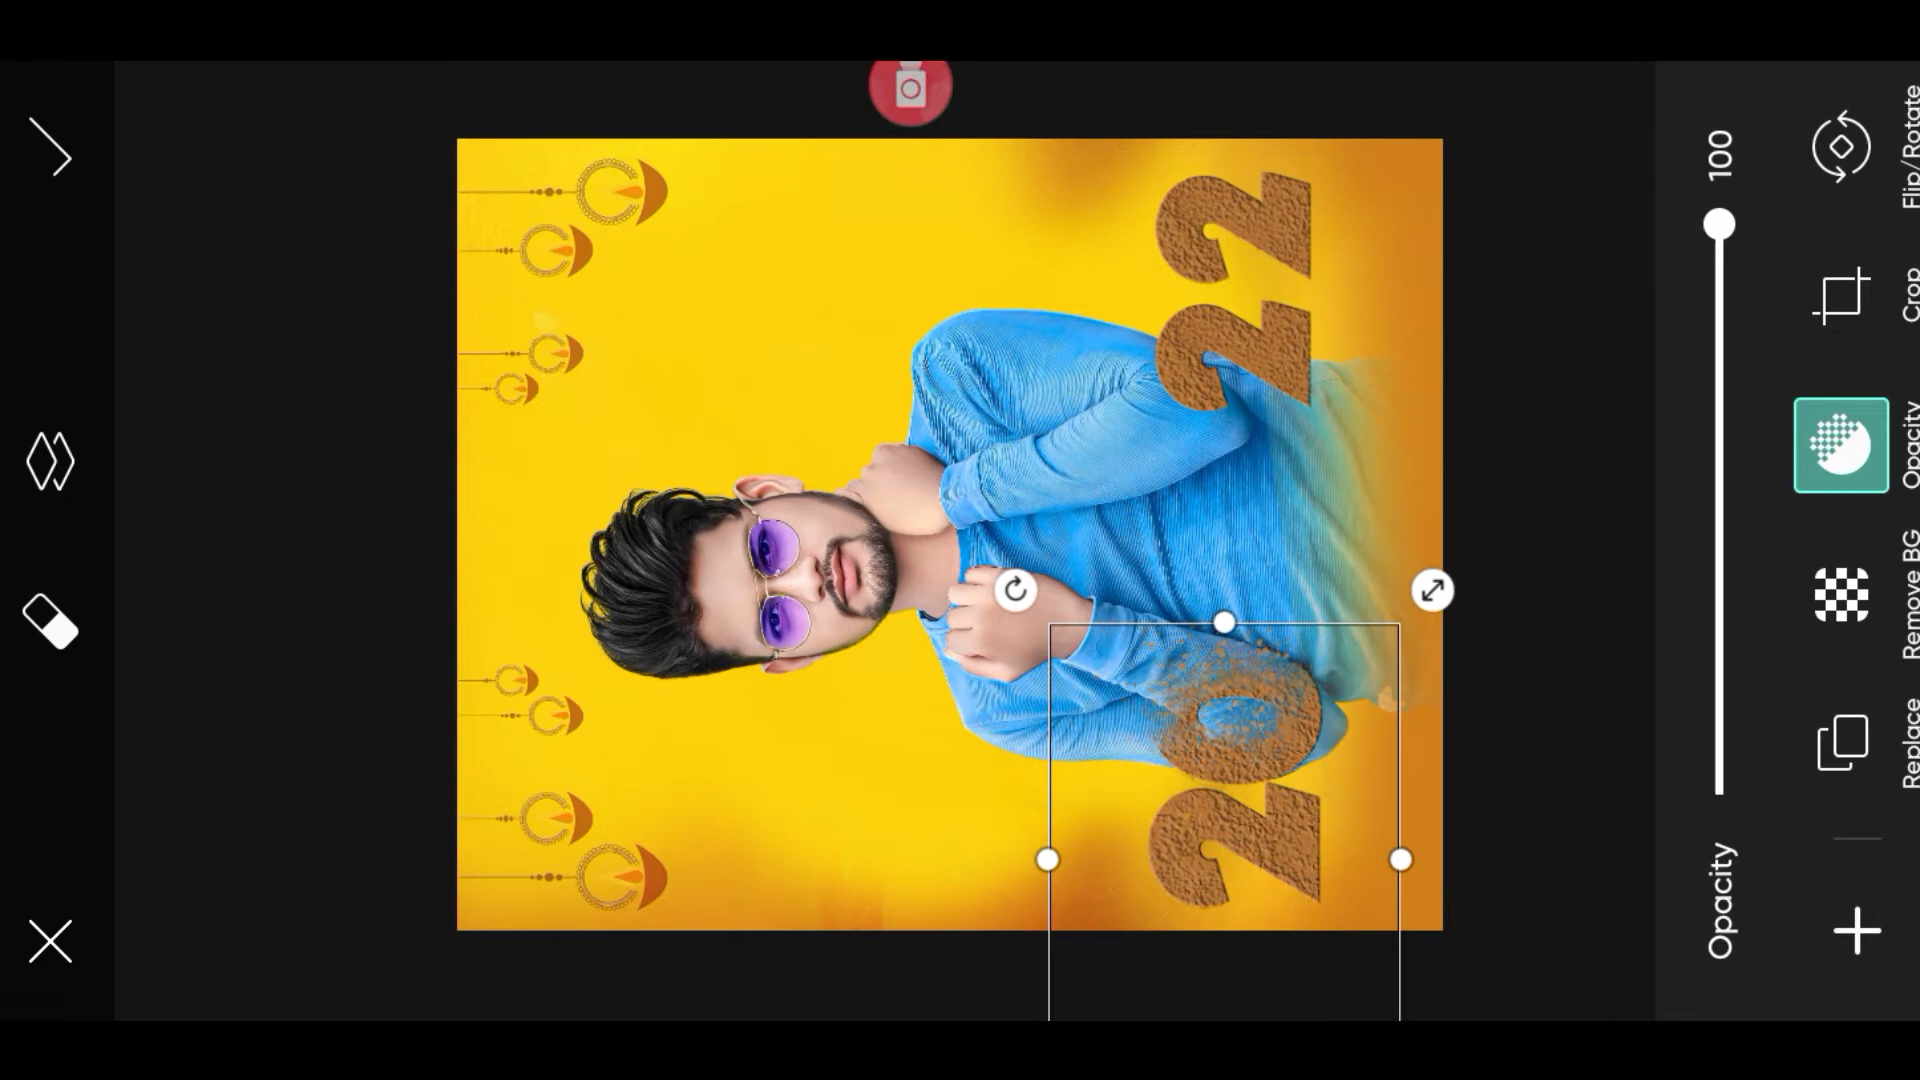 2022
Opacity
100
+
Replace
Remove BG
Opacity
Crop
Flip/Rotate